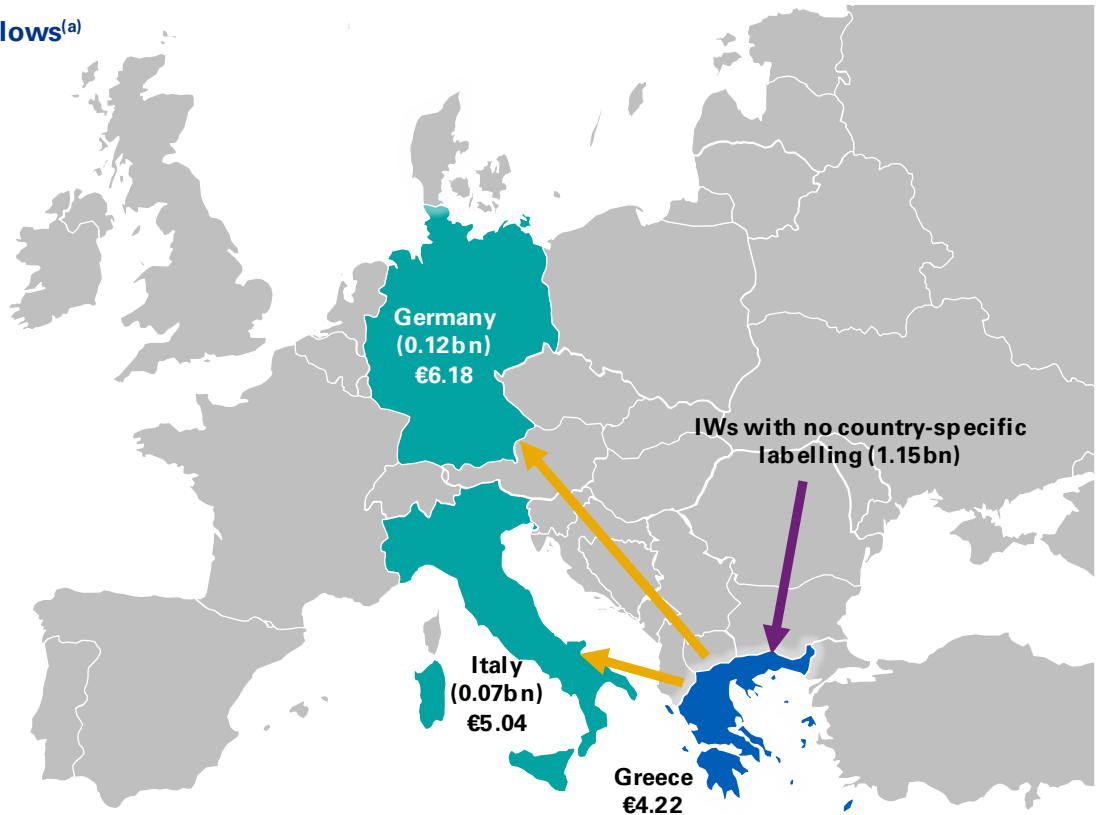 lows(a)
Germany
(0.12bn)
€6.18
IWs with no country-specific
labelling (1.15bn)
Italy
(0.07bn)
€5.04
Greece
€4.22